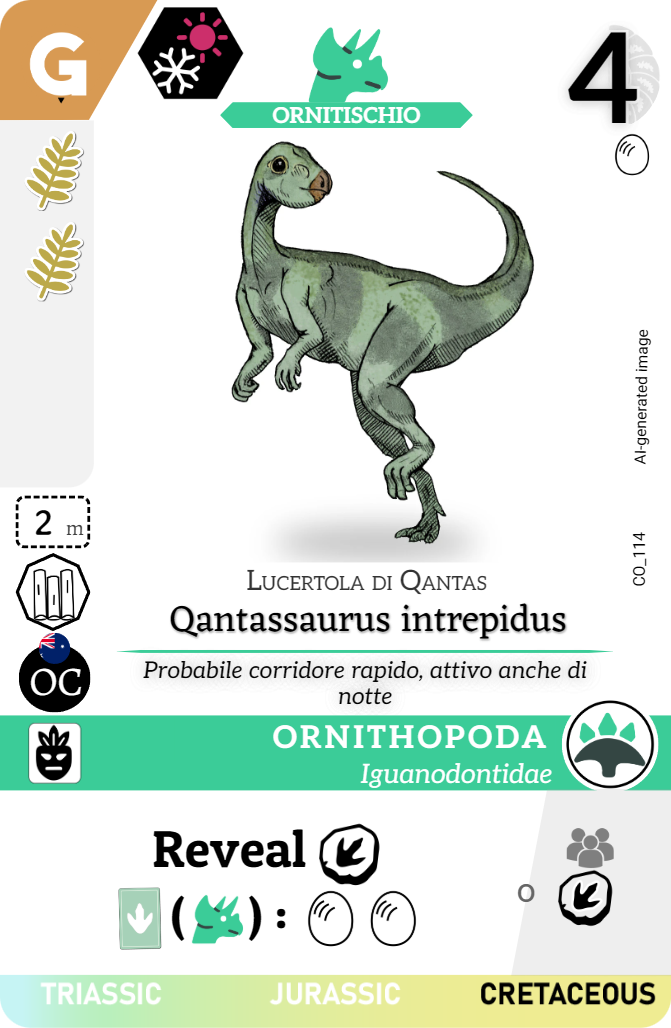 G
4
ORNITISCHIO
AI-generated image
CO_114
2 m
OC
Lucertola di Qantas
Qantassaurus intrepidus
Probabile corridore rapido, attivo anche di
notte
ORNITHOPODA
Iguanodontidae
Reveal
( ) :
O
TRIASSIC JURASSIC CRETACEOUS